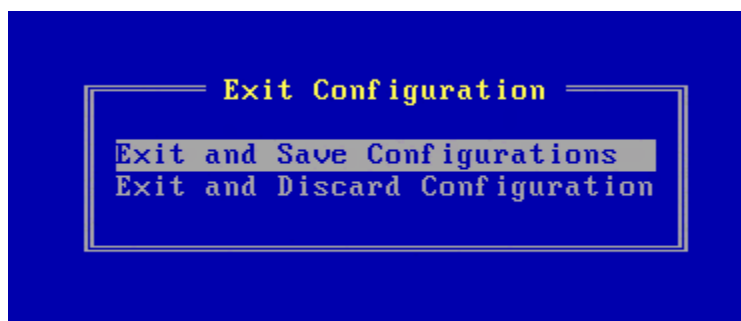 Exit Configuration
Exit and Save Configurations
Exit and Discard Configuration